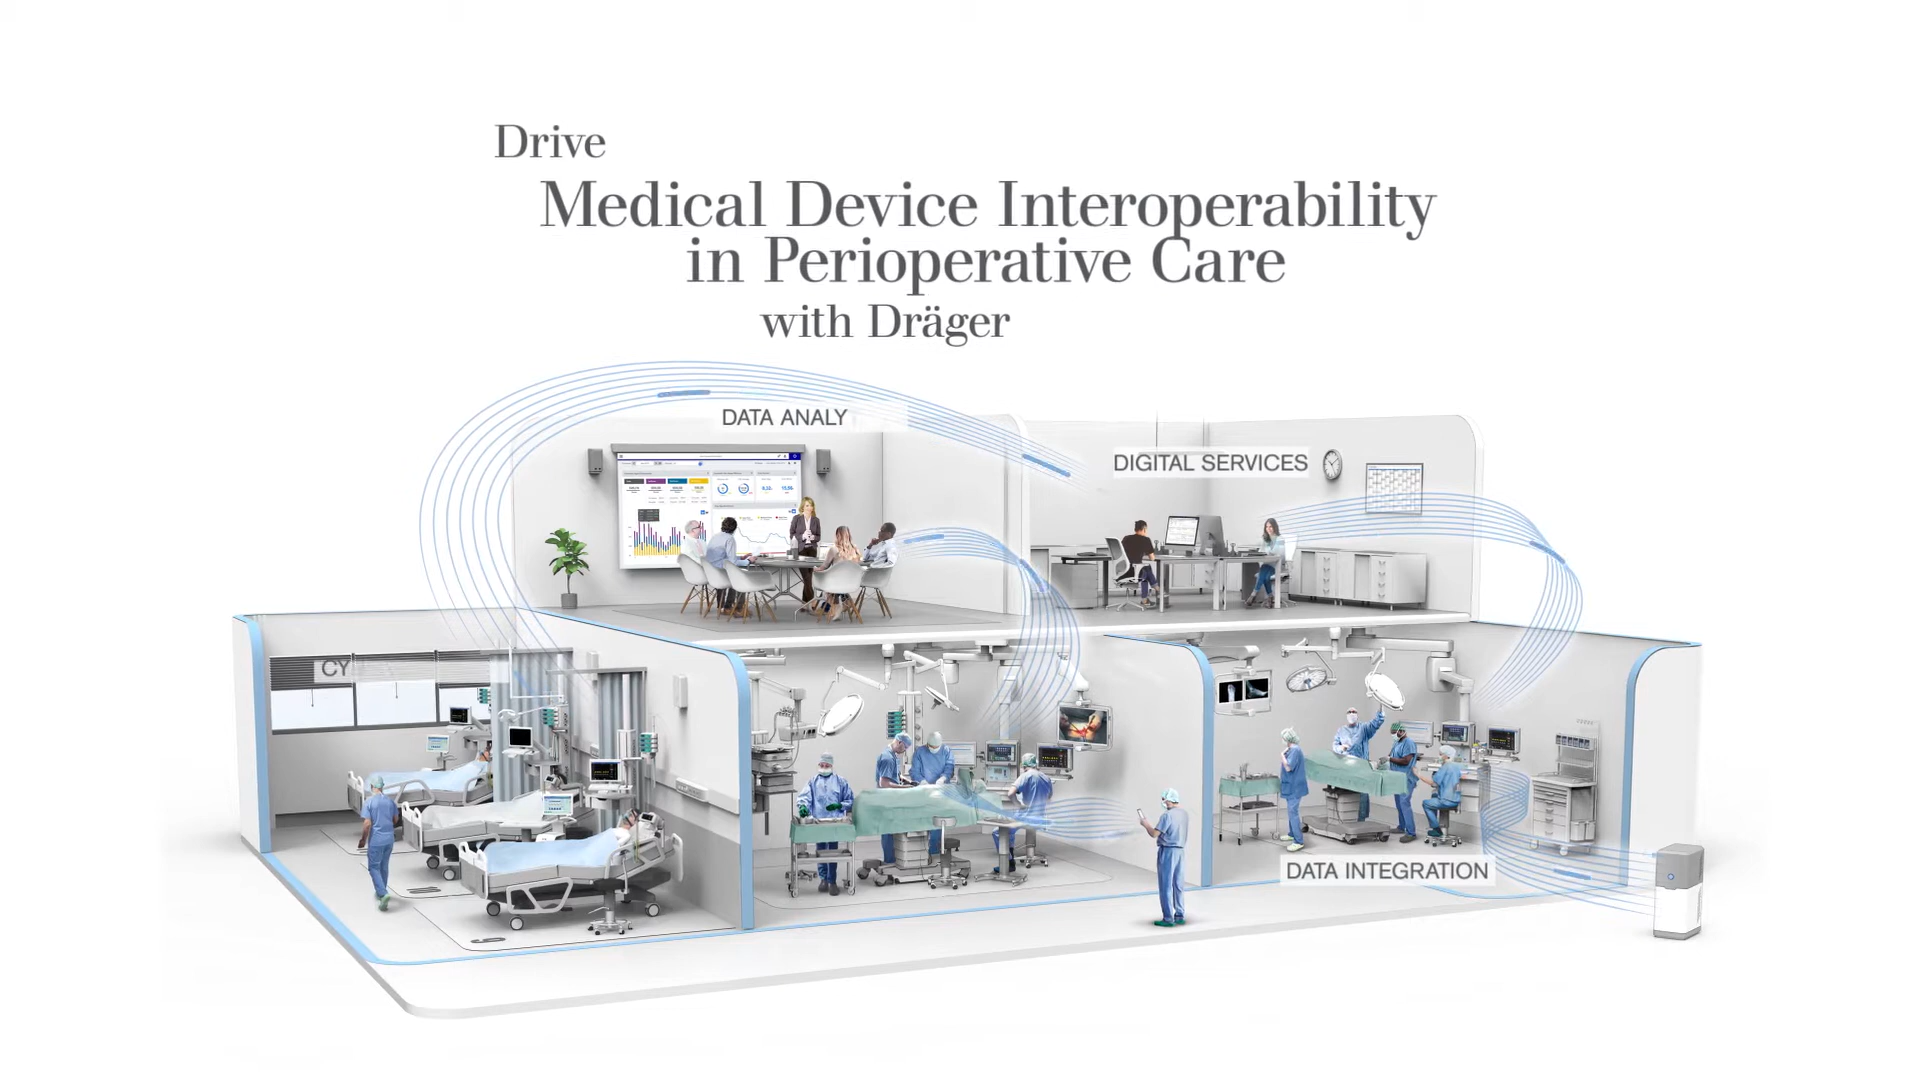 Drive
Medical Device Interoperability
in Perioperative Care
with Dräger
DATA ANALY
DIGITAL SERVICES
CY
DATA INTEGRATION